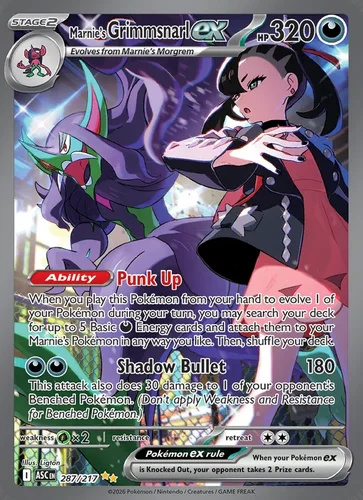 STAGE2
Marnie's Grimmsnarl ex HP 320
Evolves from Marnie's Morgrem
Ability Punk Up
When you play this Pokémon from your hand to evolve 1 of
your Pokémon during your turn, you may search your deck
for up to 5 Basic Energy cards and attach them to your
Marnie's Pokémon in any way you like. Then, shuffle your deck.
Shadow Bullet 180
This attack also does 30 damage to 1 of your opponent's
Benched Pokémon. (Don't apply Weakness and Resistance
for Benched Pokémon.)
weakness ×2 resistance retreat
Illus. Ligton
I ASC EN 287/217
Pokémon ex rule
When your Pokémon ex
is Knocked Out, your opponent takes 2 Prize cards.
©2026 Pokémon / Nintendo / Creatures / GAME FREAK